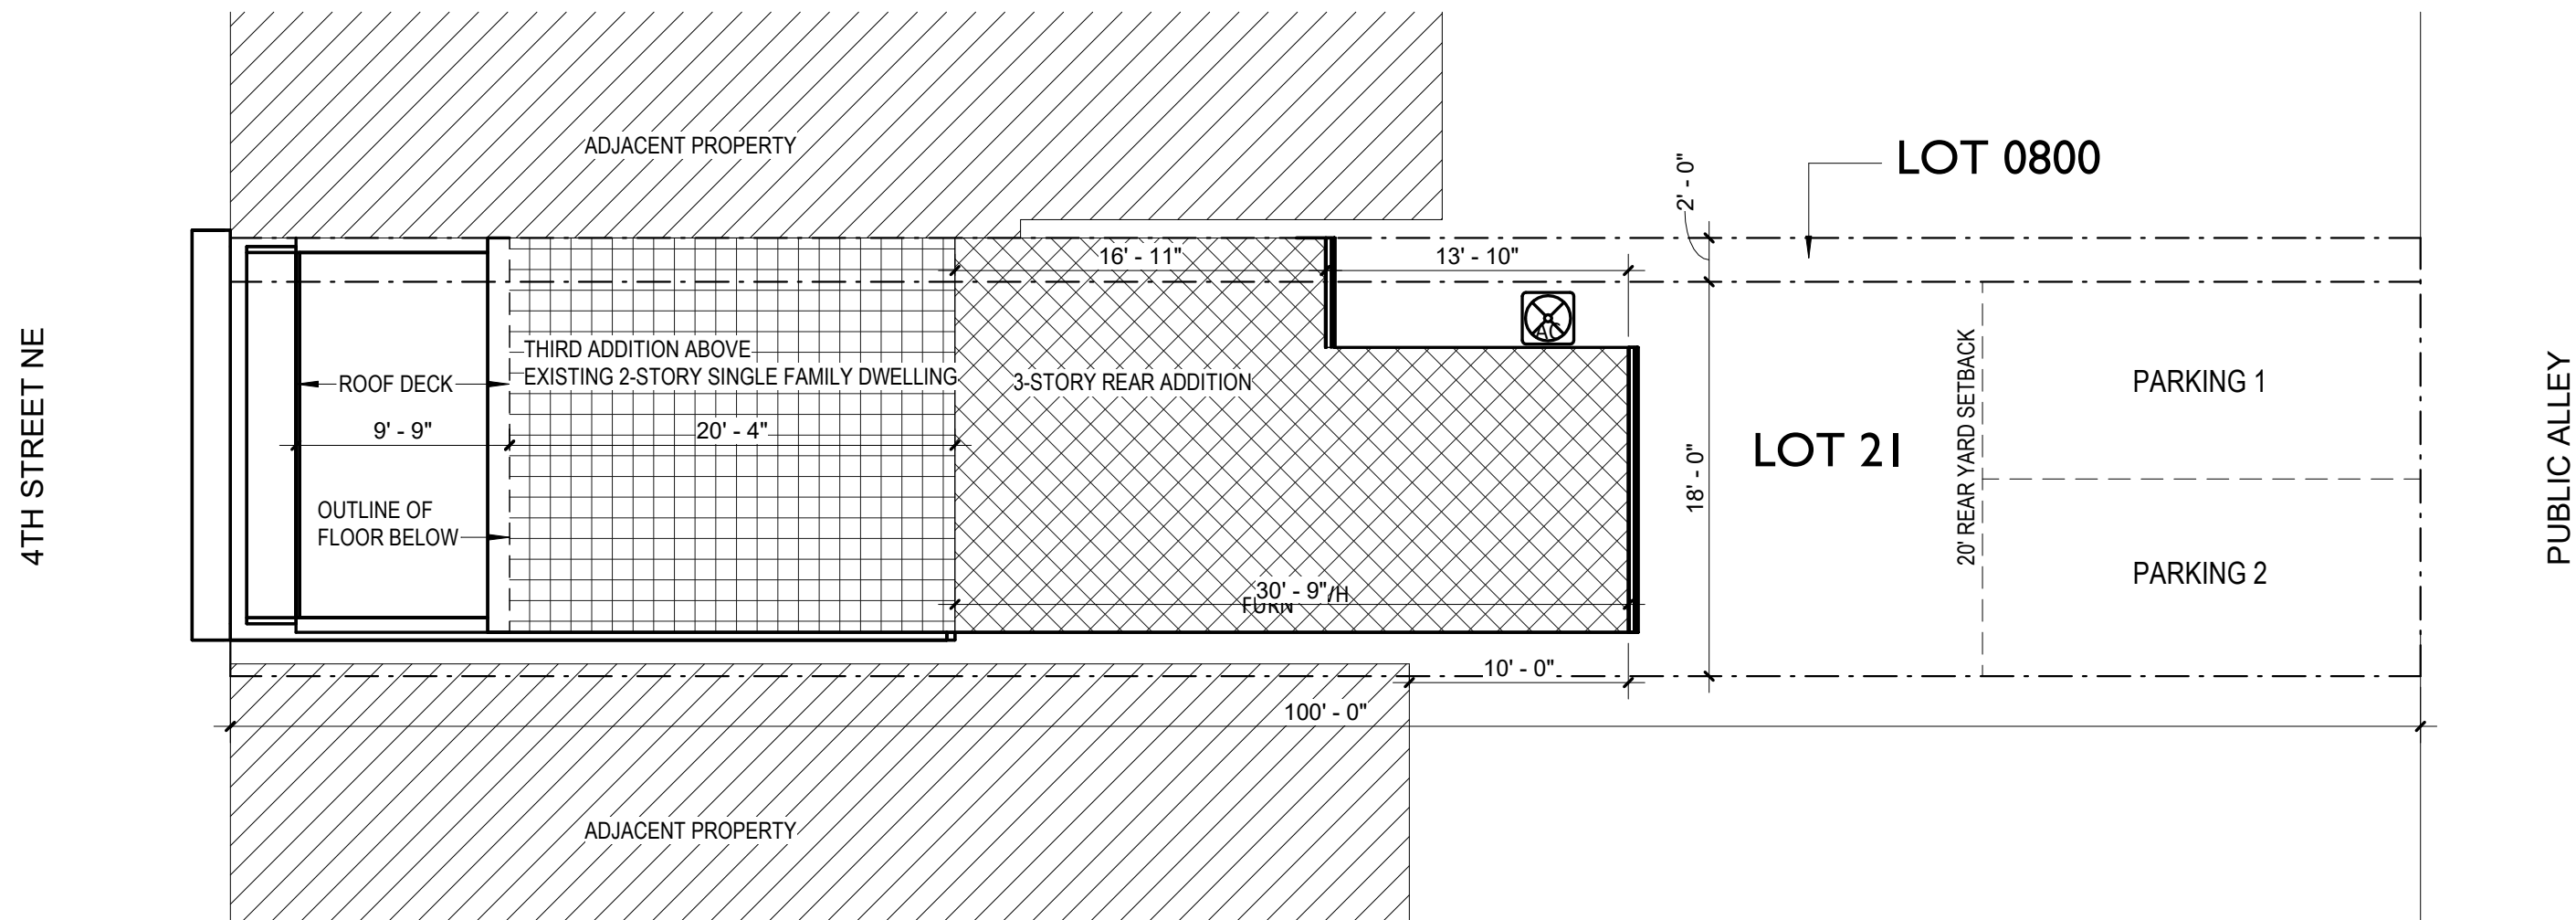 ADJACENT PROPERTY
LOT 0800
2' - 0"
16' - 11"
13' - 10"
AC
4TH STREET NE
ROOF DECK
THIRD ADDITION ABOVE
EXISTING 2-STORY SINGLE FAMILY DWELLING
3-STORY REAR ADDITION
9' - 9"
20' - 4"
OUTLINE OF
FLOOR BELOW
30' - 9"
18' - 0"
LOT 21
20' REAR YARD SETBACK
PARKING 1
PARKING 2
PUBLIC ALLEY
10' - 0"
100' - 0"
ADJACENT PROPERTY